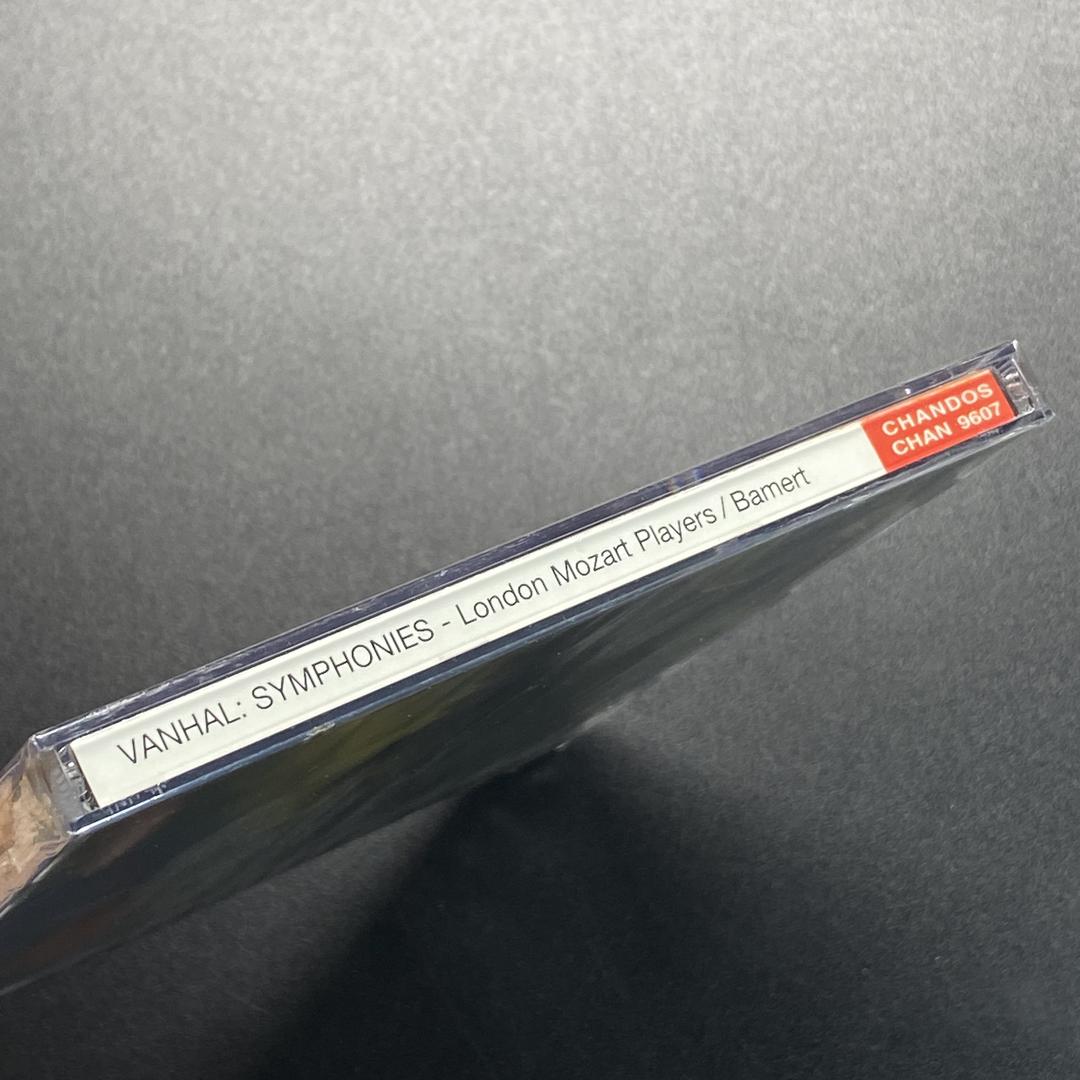 VANHAL: SYMPHONIES - London Mozart Players / Bamert
CHANDOS
CHAN 9607